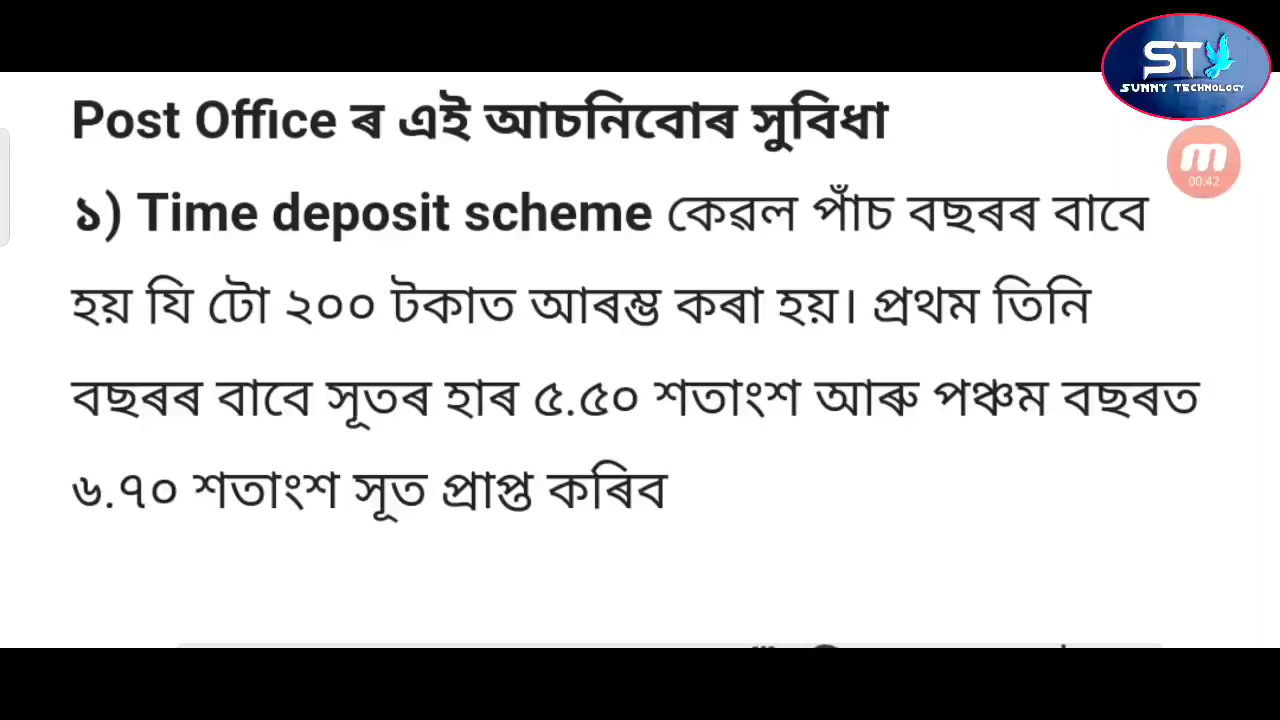 ST
SUNNY TECHNOLOGY
Post Office ৰ এই আচনিবোৰ সুবিধা
00:42
১) Time deposit scheme কেৱল পাঁচ বছৰৰ বাবে
হয় যি টো ২০০ টকাত আৰম্ভ কৰা হয়। প্ৰথম তিনি
বছৰৰ বাবে সূতৰ হাৰ ৫.৫০ শতাংশ আৰু পঞ্চম বছৰত
৬.৭০ শতাংশ সূত প্ৰাপ্ত কৰিব